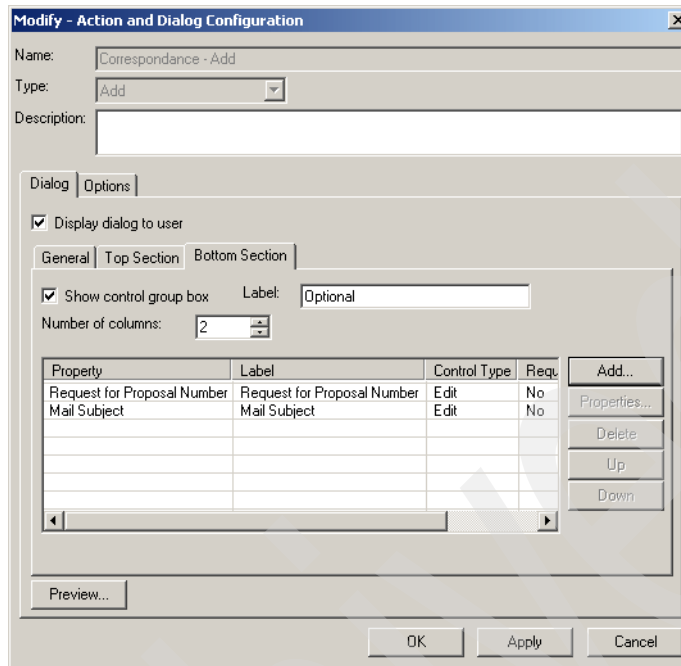 Modify - Action and Dialog Configuration
Name: Correspondance - Add
Type: Add
Description:
Dialog Options
Display dialog to user
General Top Section Bottom Section
Show control group box Label: Optional
Number of columns: 2
Property Label Control Type Requ Add...
Request for Proposal Number Request for Proposal Number Edit No Properties...
Mail Subject Mail Subject Edit No
Delete
Up
Down
Preview...
OK Apply Cancel